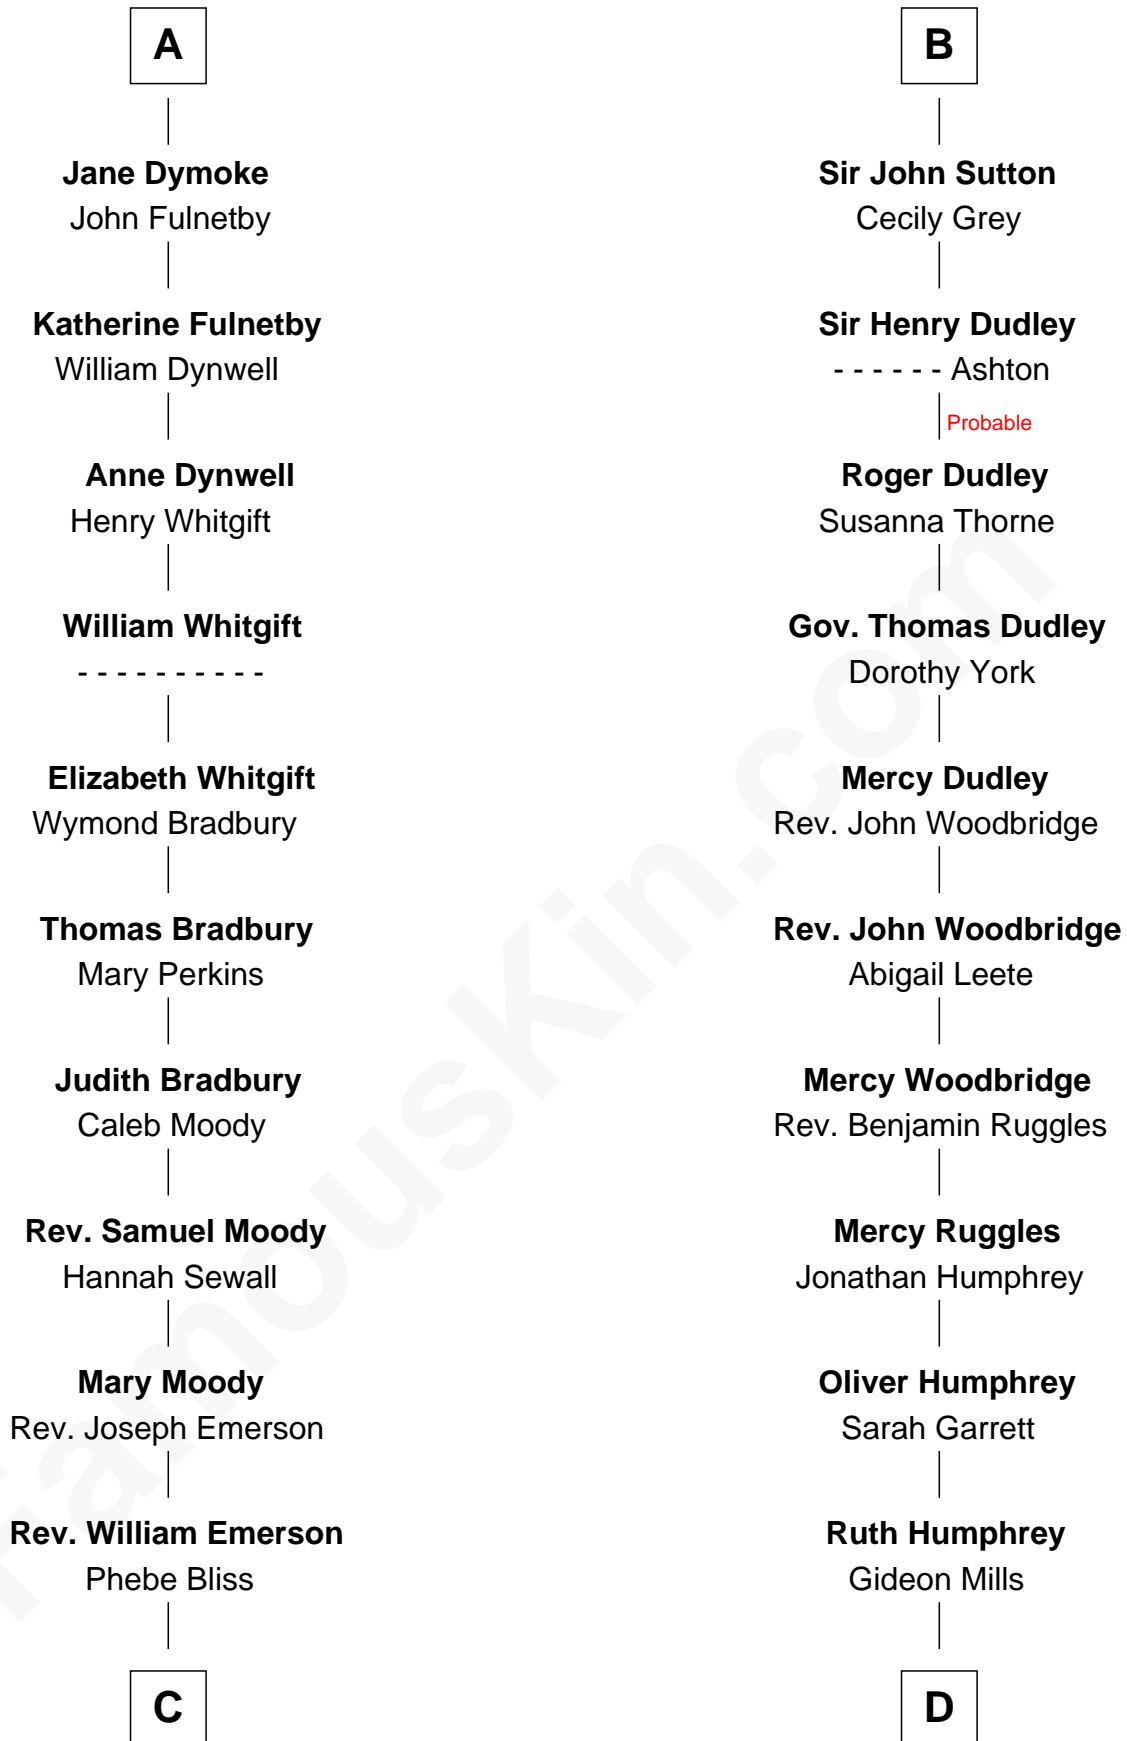 A
Jane Dymoke
John Fulnetby
Katherine Fulnetby
William Dynwell
Anne Dynwell
Henry Whitgift
William Whitgift
- - - - - - - - - -
Elizabeth Whitgift
Wymond Bradbury
Thomas Bradbury
Mary Perkins
Judith Bradbury
Caleb Moody
Rev. Samuel Moody
Hannah Sewall
Mary Moody
Rev. Joseph Emerson
Rev. William Emerson
Phebe Bliss
C
B
Sir John Sutton
Cecily Grey
Sir Henry Dudley
- - - - - - Ashton
Probable
Roger Dudley
Susanna Thorne
Gov. Thomas Dudley
Dorothy York
Mercy Dudley
Rev. John Woodbridge
Rev. John Woodbridge
Abigail Leete
Mercy Woodbridge
Rev. Benjamin Ruggles
Mercy Ruggles
Jonathan Humphrey
Oliver Humphrey
Sarah Garrett
Ruth Humphrey
Gideon Mills
D
FamousKin.com